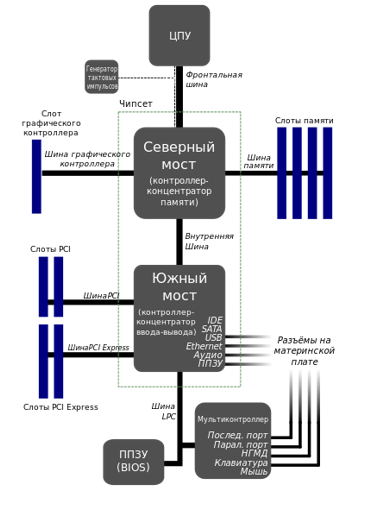 ЦПУ
Генератор
тактовых
импульсов
Фронтальная
шина
Чипсет
Слот
графического
контроллера
Слоты памяти
Шина графического
контроллера
Северный
мост
(контроллер-
концентратор
памяти)
Шина
памяти
Внутренняя
Шина
Слоты PCI
Южный
мост
(контроллер-
концентратор
ввода-вывода)
IDE
SATA
USB
Ethernet
Аудио
ППЗУ
ШинаPCI
ШинаPCI Express
Разъёмы на
материнской
плате
Слоты PCI Express
Шина
LPC
Мультиконтроллер
Послед. порт
Парал. порт
НГМД
Клавиатура
Мышь
ППЗУ
(BIOS)